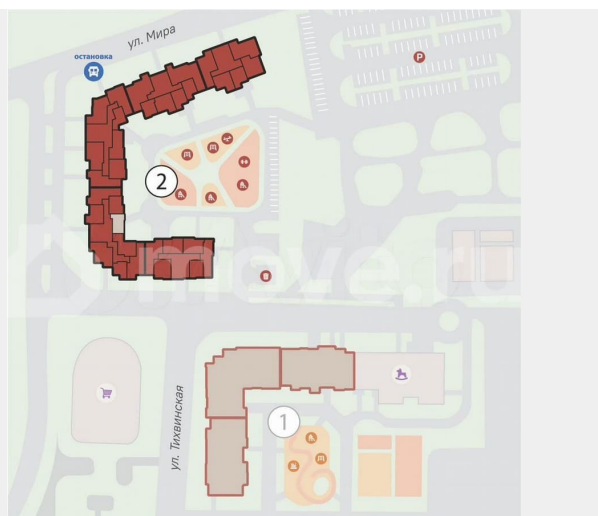 ул. Мира
остановка
P
2
move.ru
ул. Тихвинская
1